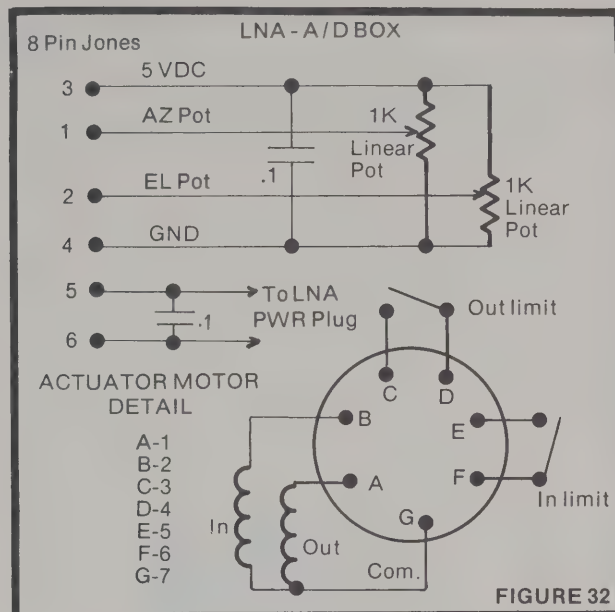 LNA - A/D BOX
8 Pin Jones
3 5 VDC
1 AZ Pot
1K
Linear
Pot
.1
2 EL Pot
1K
Linear
Pot
4 GND
5 To LNA
PWR Plug
.1
6
Out limit
C D
B E
A F
G
In limit
In
Out
Com.
ACTUATOR MOTOR
DETAIL
A-1
B-2
C-3
D-4
E-5
F-6
G-7
FIGURE 32